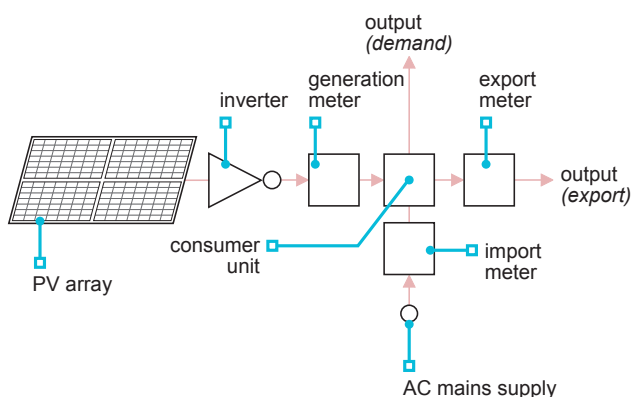 output
(demand)
generation
meter
export
meter
inverter
output
(export)
consumer
unit
import
meter
PV array
AC mains supply